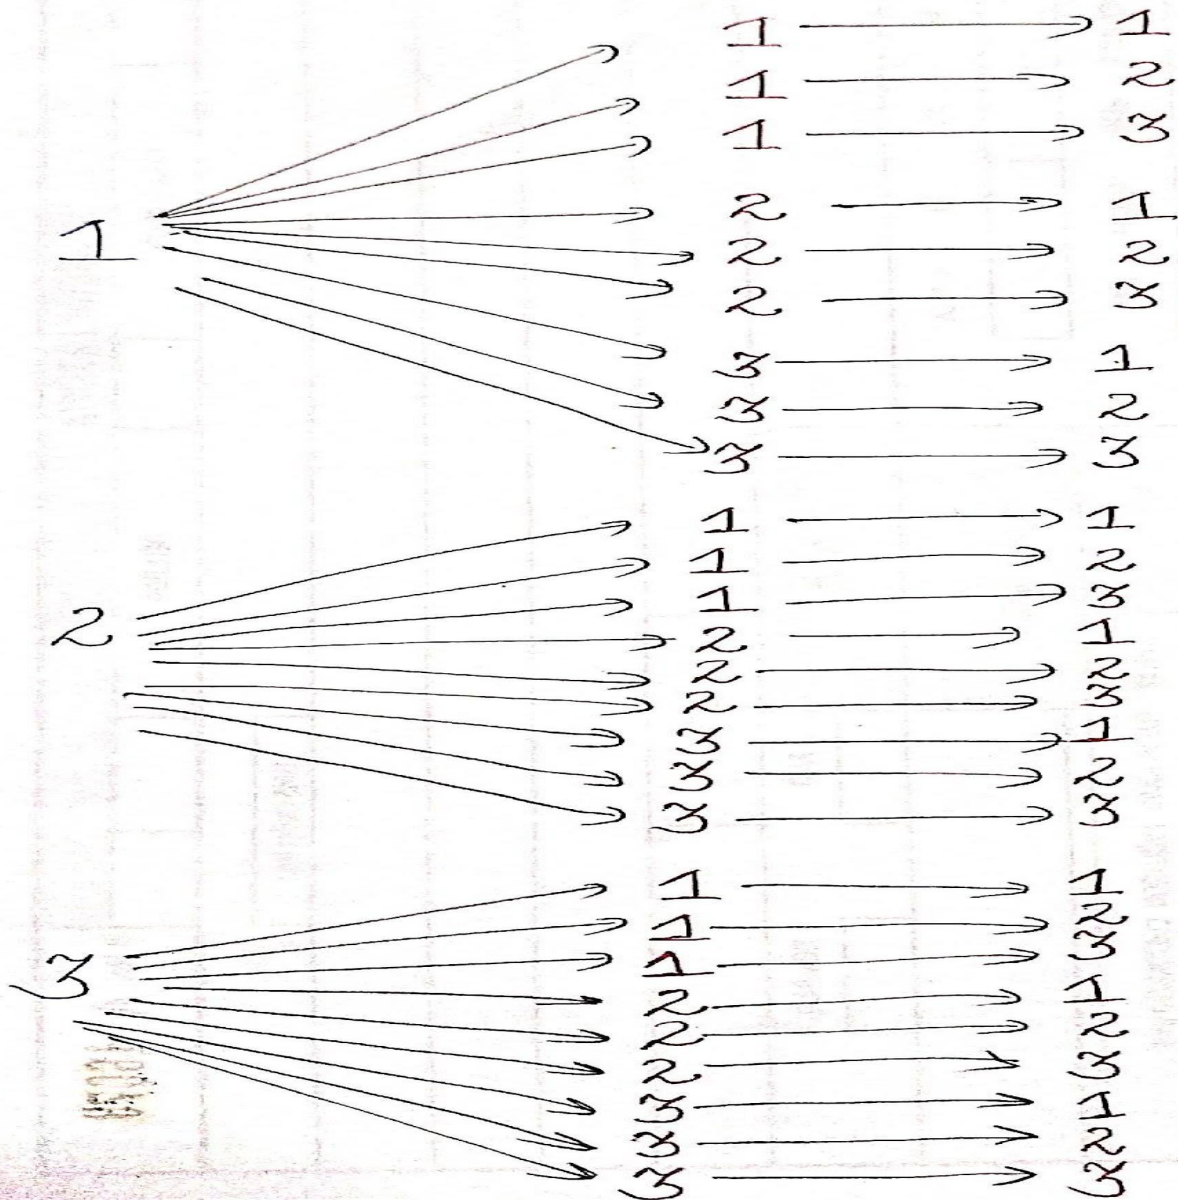 1 → 1
1 → 2
1 → 3
2 → 1
1 2 → 2
2 → 3
3 → 1
3 → 2
3 → 3
1 → 1
1 → 2
1 → 3
2 2 → 1
2 → 2
2 → 3
3 → 1
3 → 2
3 → 3
1 → 1
1 → 2
1 → 3
3 2 → 1
2 → 2
2 → 3
3 → 1
3 → 2
3 → 3